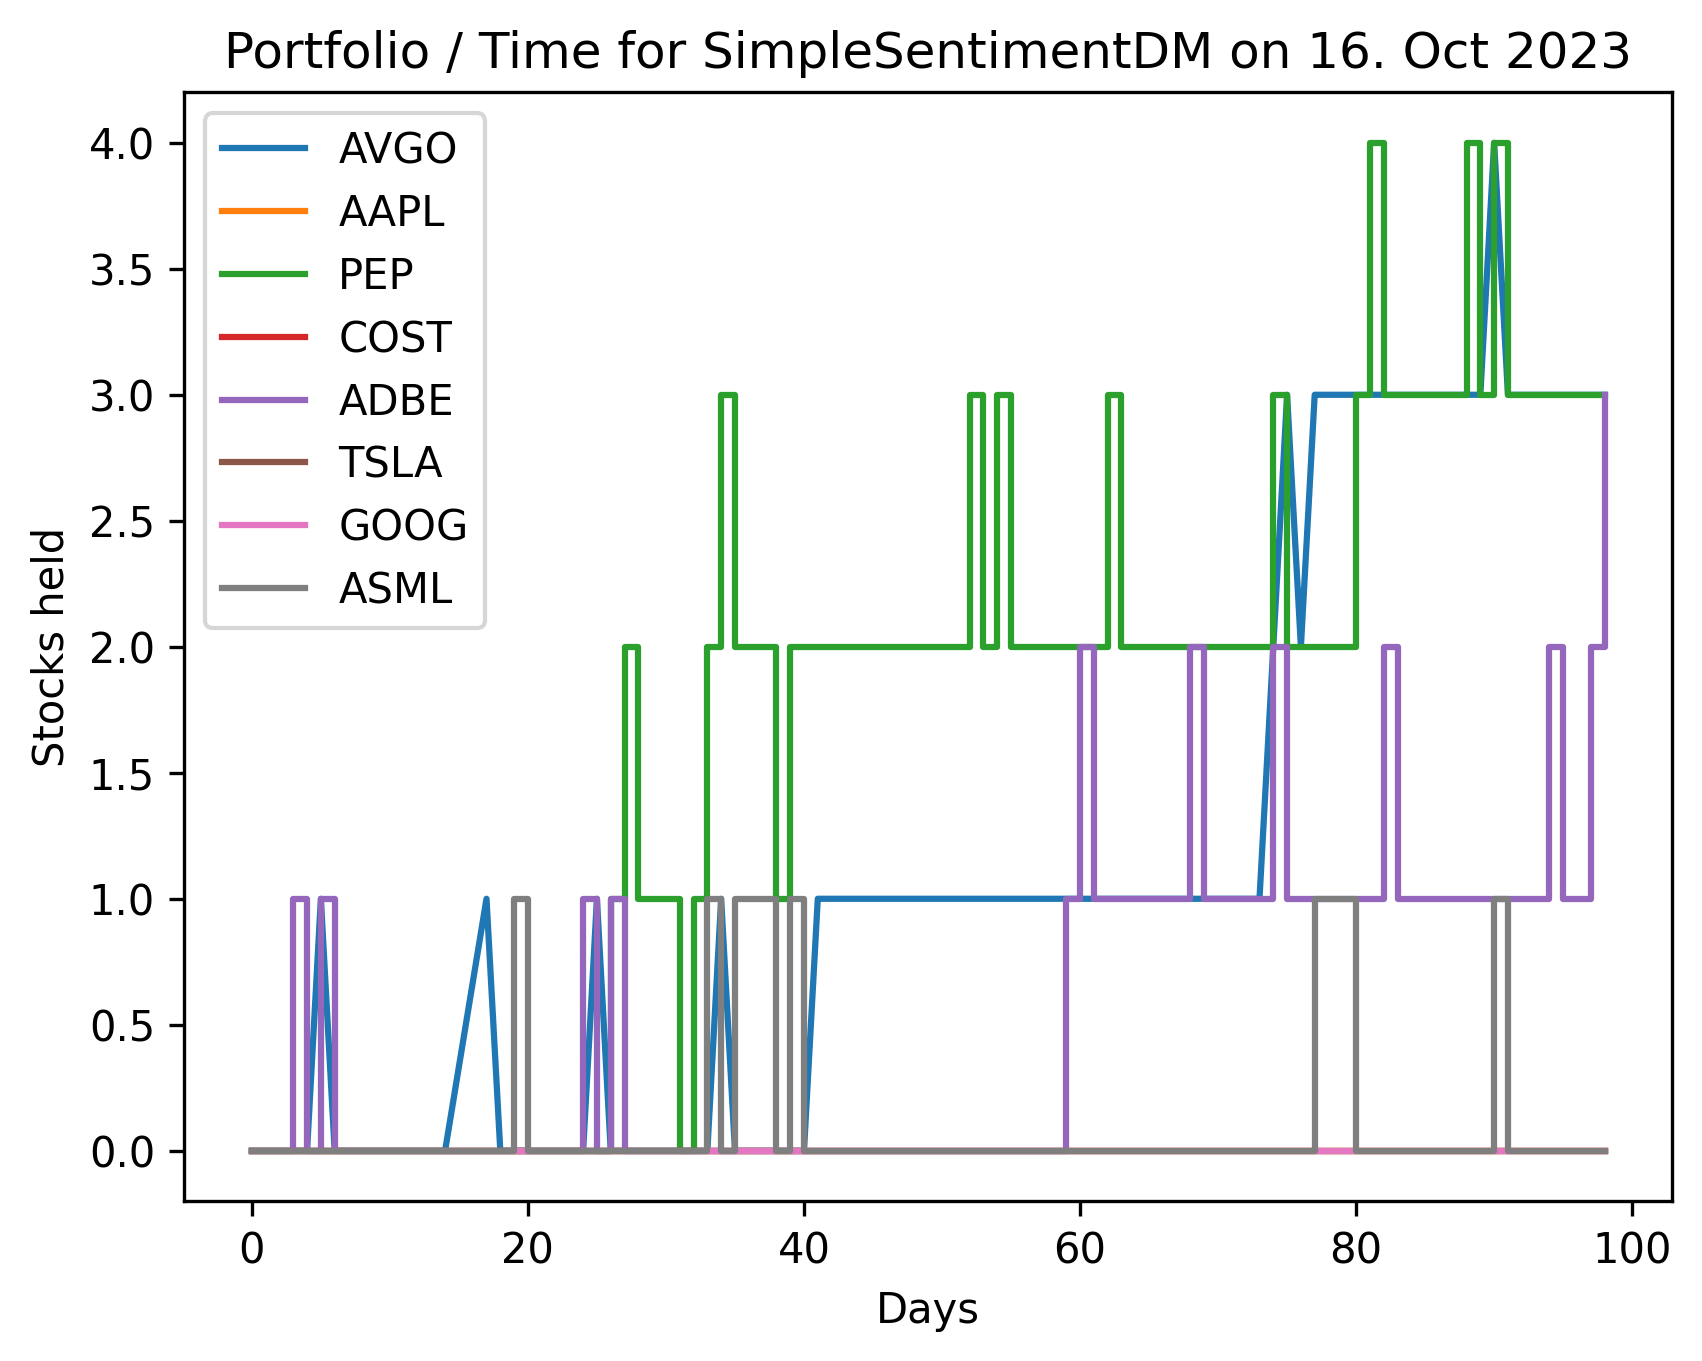 Portfolio / Time for SimpleSentimentDM on 16. Oct 2023
AVGO
AAPL
PEP
COST
ADBE
TSLA
GOOG
ASML
Stocks held
4.0
3.5
3.0
2.5
2.0
1.5
1.0
0.5
0.0
0 20 40 60 80 100
Days